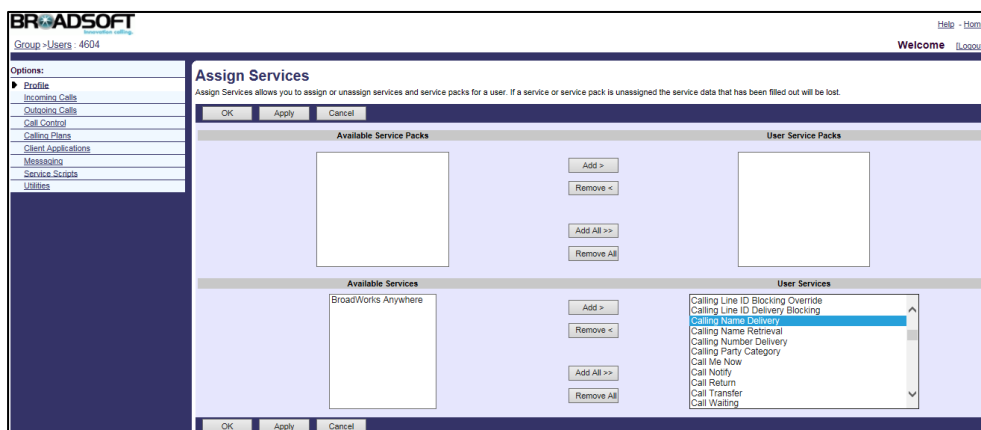 BROADSOFT
innovation calling.
Help - Hom
Group >Users : 4604
Welcome [Logou
Options:
Profile
Incoming Calls
Outgoing Calls
Call Control
Calling Plans
Client Applications
Messaging
Service Scripts
Utilities
Assign Services
Assign Services allows you to assign or unassign services and service packs for a user. If a service or service pack is unassigned the service data that has been filled out will be lost.
OK Apply Cancel
Available Service Packs User Service Packs
Add >
Remove <
Add All >>
Remove All
Available Services User Services
BroadWorks Anywhere
Add >
Remove <
Add All >>
Remove All
Calling Line ID Blocking Override
Calling Line ID Delivery Blocking
Calling Name Delivery
Calling Name Retrieval
Calling Number Delivery
Calling Party Category
Call Me Now
Call Notify
Call Return
Call Transfer
Call Waiting
OK Apply Cancel